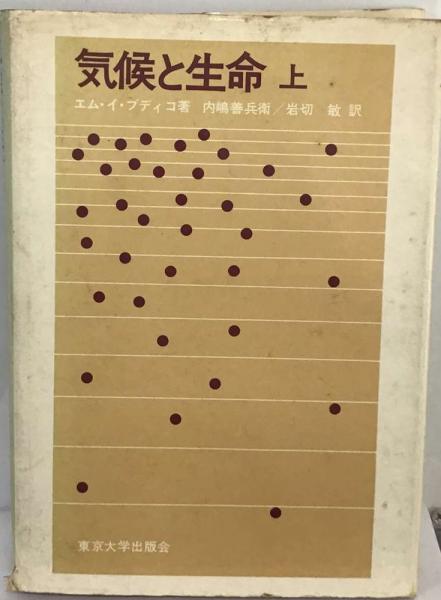 気候と生命 上
エム・イ・ブディコ著 内嶋善兵衛／岩切 敏 訳
東京大学出版会